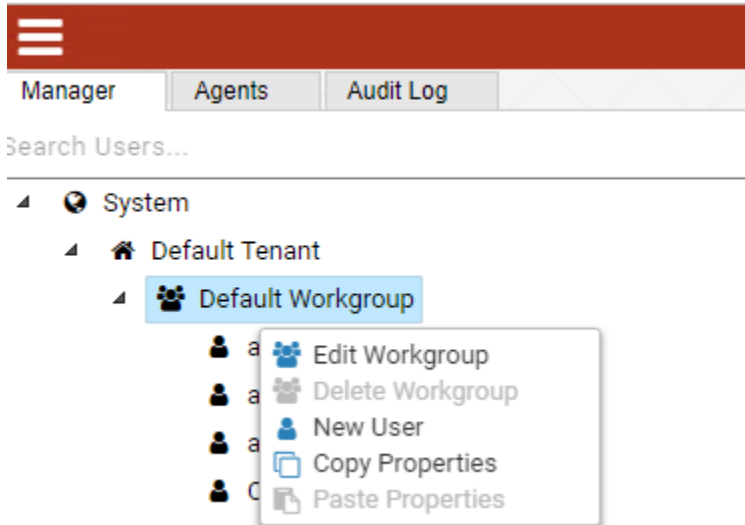 Manager Agents Audit Log
Search Users...
System
Default Tenant
Default Workgroup
a Edit Workgroup
a Delete Workgroup
New User
a Copy Properties
Paste Properties